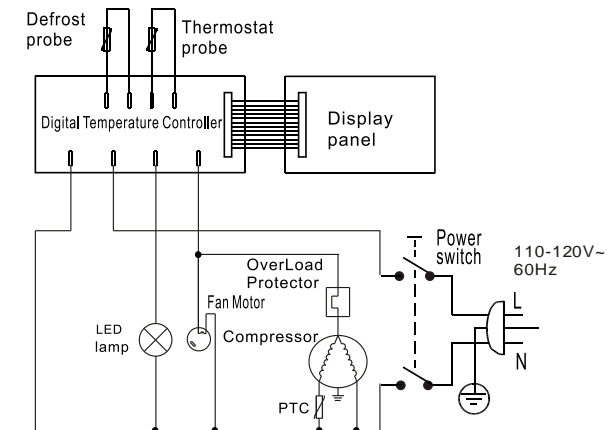 Defrost
probe
Thermostat
probe
Digital Temperature Controller
Display
panel
Power
switch
110-120V~
60Hz
OverLoad
Protector
Fan Motor
L
LED
lamp
Compressor
N
PTC